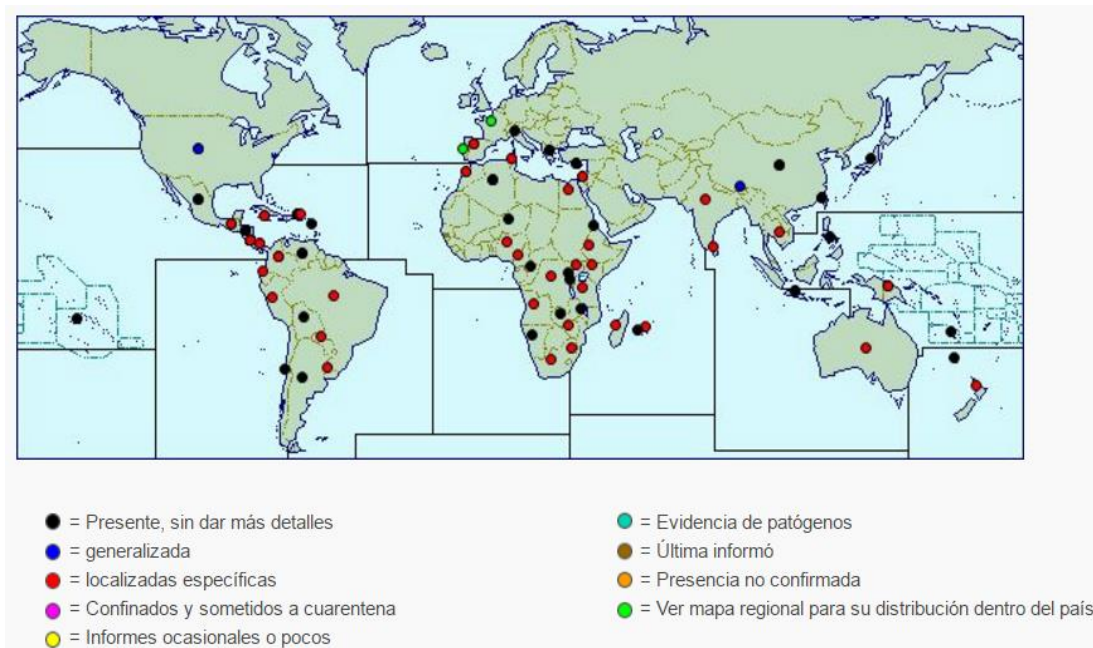 = Presente, sin dar más detalles
= generalizada
= localizadas específicas
= Confinados y sometidos a cuarentena
= Informes ocasionales o pocos
= Evidencia de patógenos
= Última informó
= Presencia no confirmada
= Ver mapa regional para su distribución dentro del país